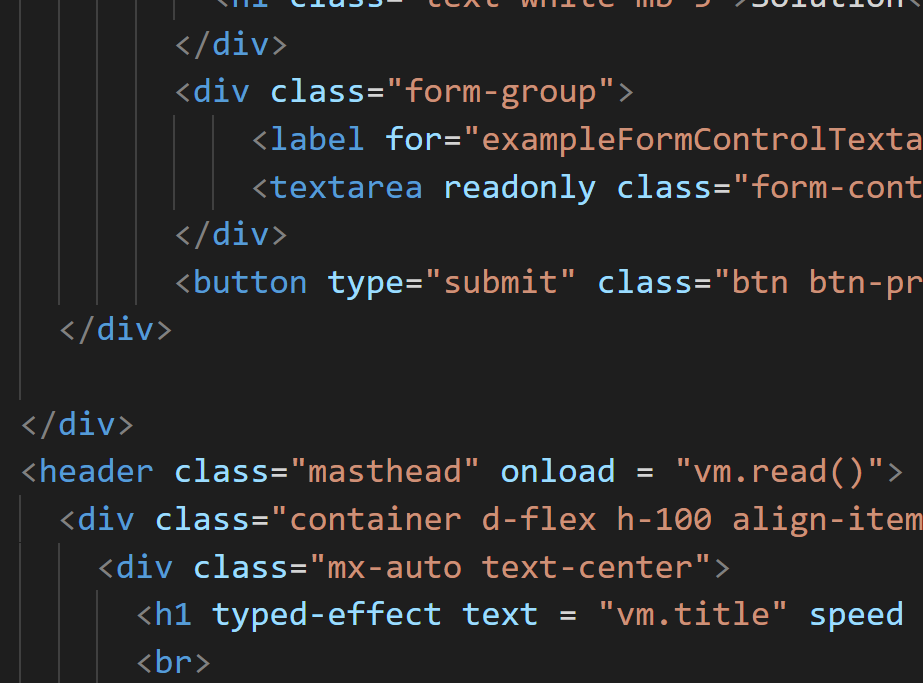 <h1 class="text-white mb-5">Solution<
</div>
<div class="form-group">
<label for="exampleFormControlTexta
<textarea readonly class="form-cont
</div>
<button type="submit" class="btn btn-pr
</div>
</div>
<header class="masthead" onload = "vm.read()">
<div class="container d-flex h-100 align-item
<div class="mx-auto text-center">
<h1 typed-effect text = "vm.title" speed
<br>